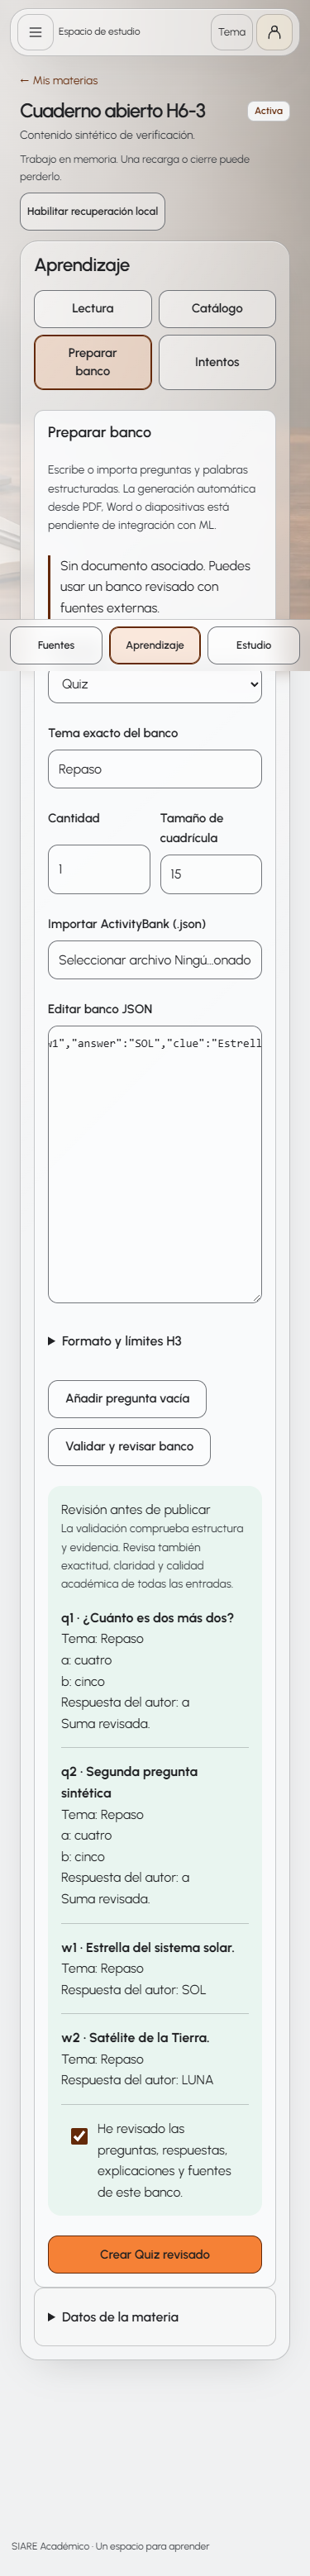 Espacio de estudio
Tema
← Mis materias
Cuaderno abierto H6-3
Activa
Contenido sintético de verificación.
Trabajo en memoria. Una recarga o cierre puede
perderlo.
Habilitar recuperación local
Aprendizaje
Lectura
Catálogo
Preparar
banco
Intentos
Preparar banco
Escribe o importa preguntas y palabras
estructuradas. La generación automática
desde PDF, Word o diapositivas está
pendiente de integración con ML.
Sin documento asociado. Puedes
usar un banco revisado con
fuentes externas.
Fuentes
Aprendizaje
Estudio
Quiz
Tema exacto del banco
Repaso
Cantidad
Tamaño de
cuadrícula
1
15
Importar ActivityBank (.json)
Seleccionar archivo Ningú...onado
Editar banco JSON
w1","answer":"SOL","clue":"Estrell
Formato y límites H3
Añadir pregunta vacía
Validar y revisar banco
Revisión antes de publicar
La validación comprueba estructura
y evidencia. Revisa también
exactitud, claridad y calidad
académica de todas las entradas.
q1 · ¿Cuánto es dos más dos?
Tema: Repaso
a: cuatro
b: cinco
Respuesta del autor: a
Suma revisada.
q2 · Segunda pregunta
sintética
Tema: Repaso
a: cuatro
b: cinco
Respuesta del autor: a
Suma revisada.
w1 · Estrella del sistema solar.
Tema: Repaso
Respuesta del autor: SOL
w2 · Satélite de la Tierra.
Tema: Repaso
Respuesta del autor: LUNA
He revisado las
preguntas, respuestas,
explicaciones y fuentes
de este banco.
Crear Quiz revisado
Datos de la materia
SIARE Académico · Un espacio para aprender